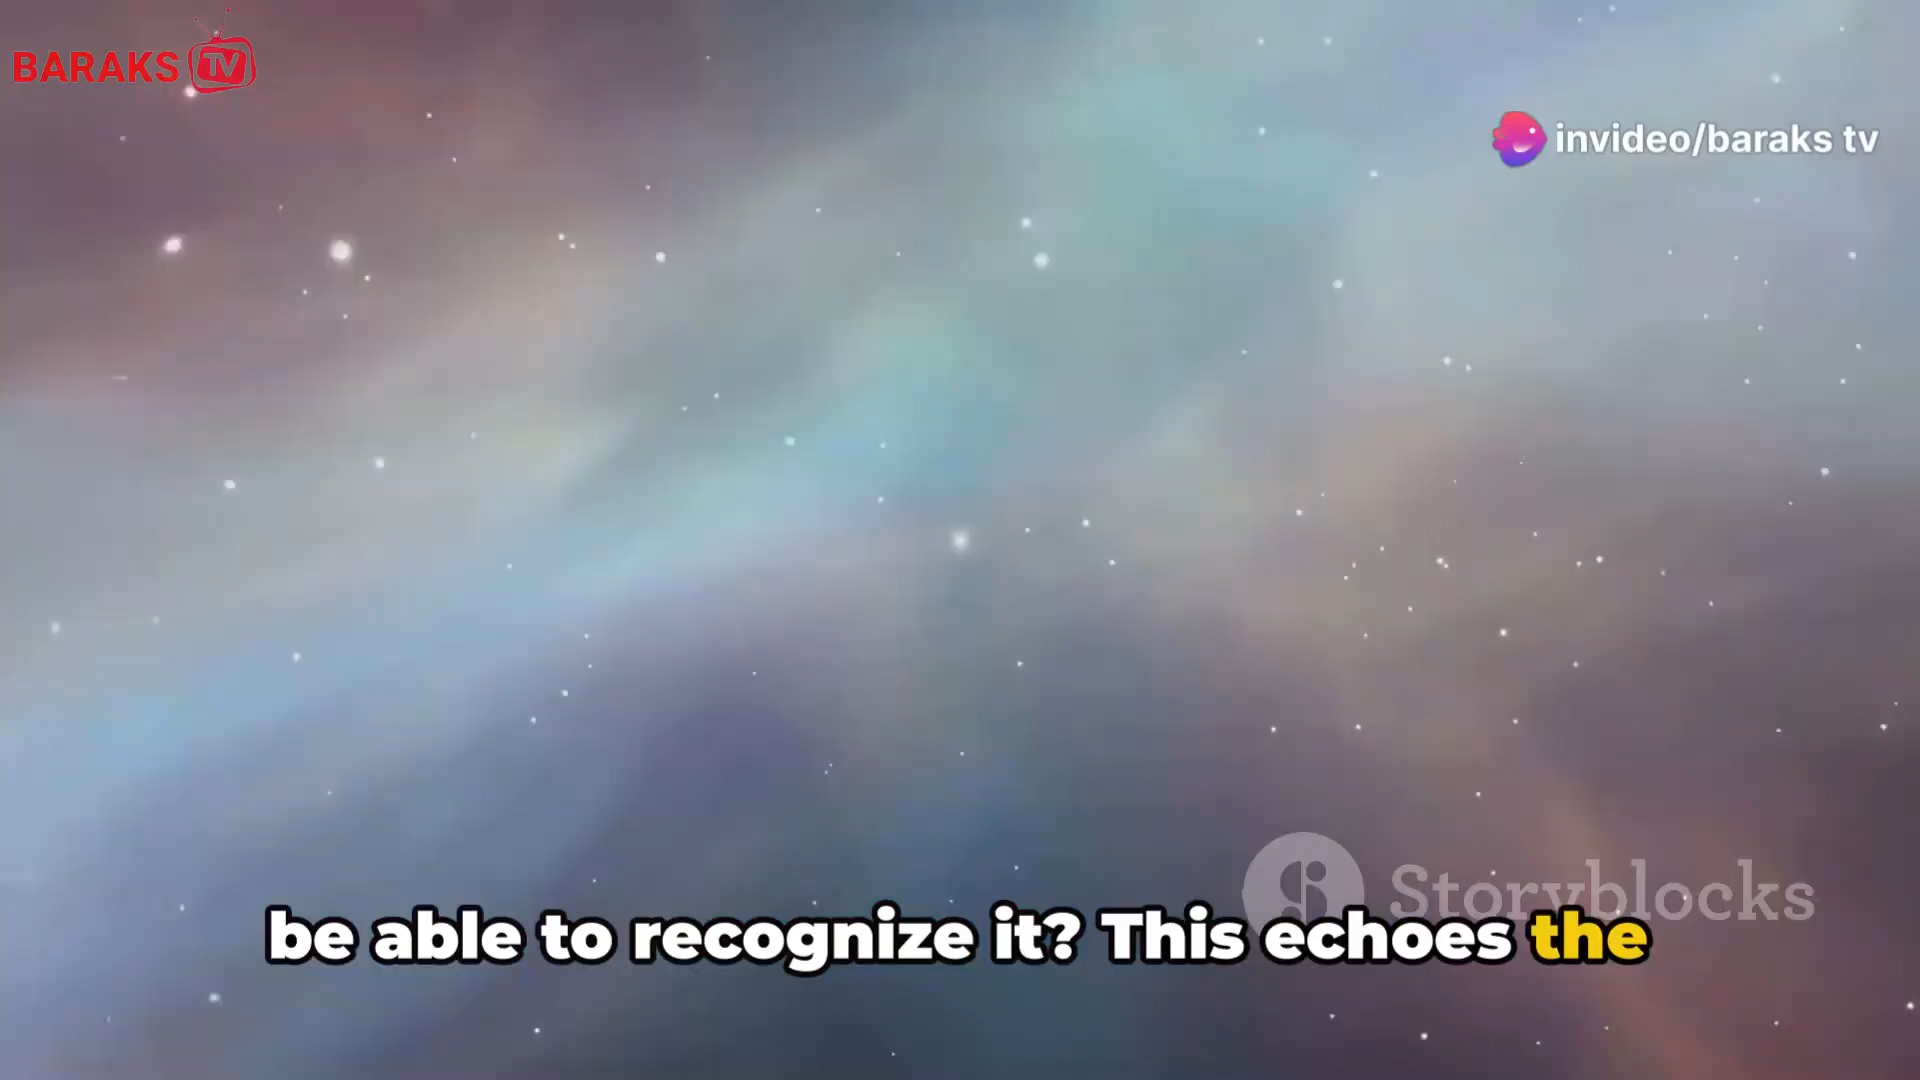 BARAKS TV
invideo/baraks tv
Storyblocks
be able to recognize it? This echoes the